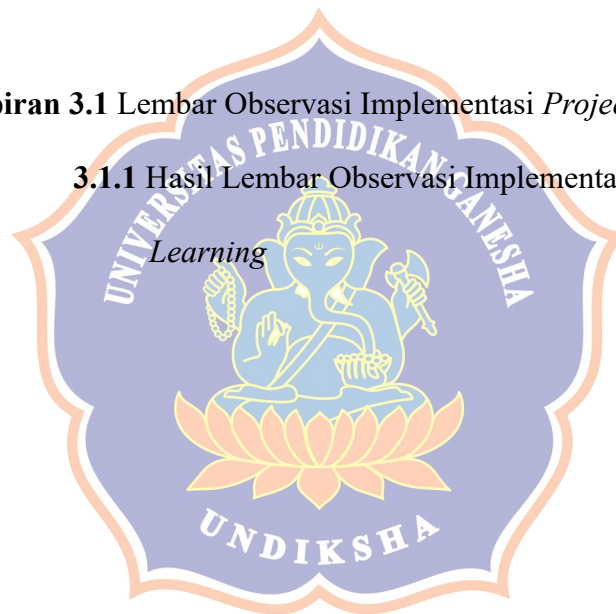 piran 3.1 Lembar Observasi Implementasi Projec
3.1.1 Hasil Lembar Observasi Implementa
Learning
UNIVERSITAS PENDIDIKAN GANESHA
UNDIKSHA